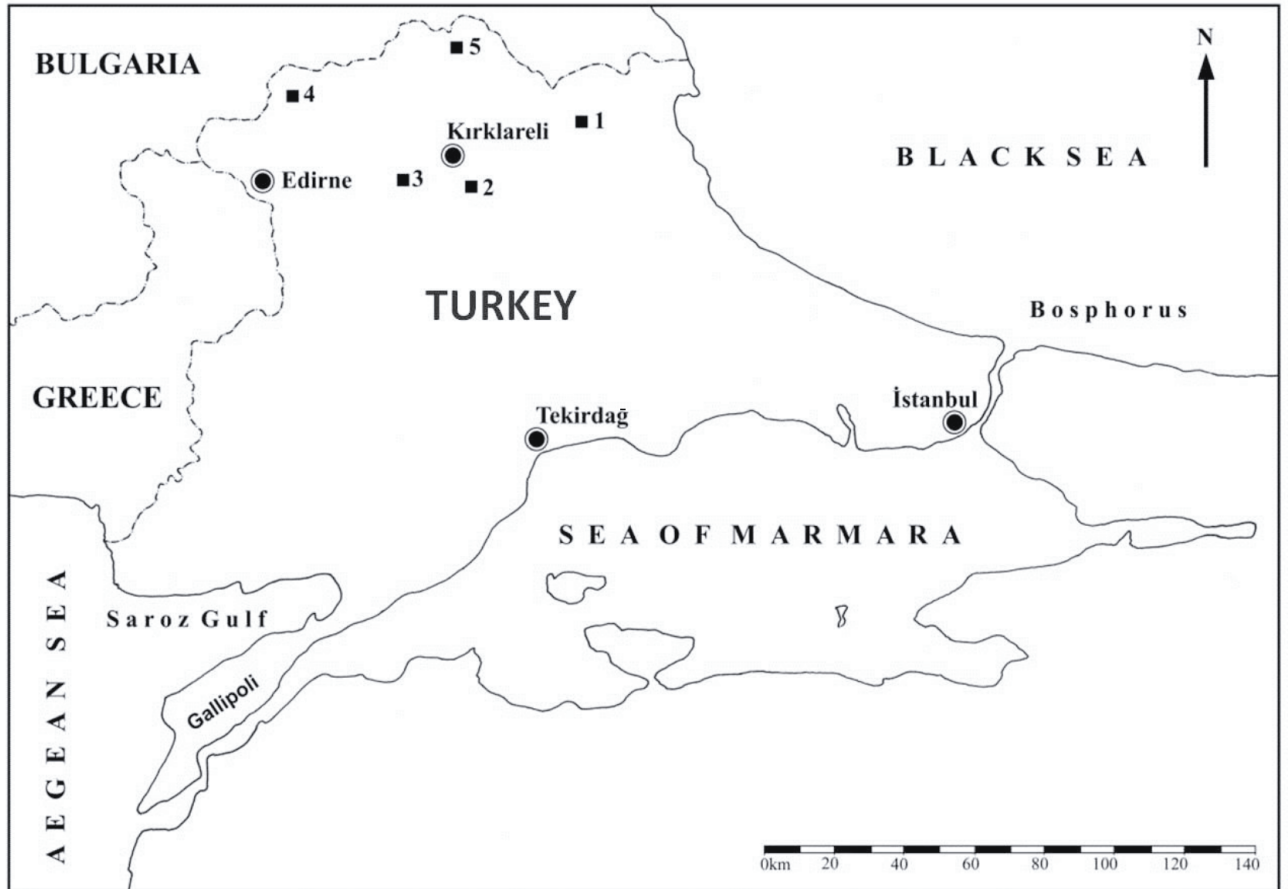 5
BULGARIA
N
4
1
Kırklareli
BLACK SEA
3
Edirne
2
TURKEY
Bosphorus
GREECE
İstanbul
Tekirdağ
SEA OF MARMARA
AEGEAN SEA
Saroz Gulf
Gallipoli
0km 20 40 60 80 100 120 140